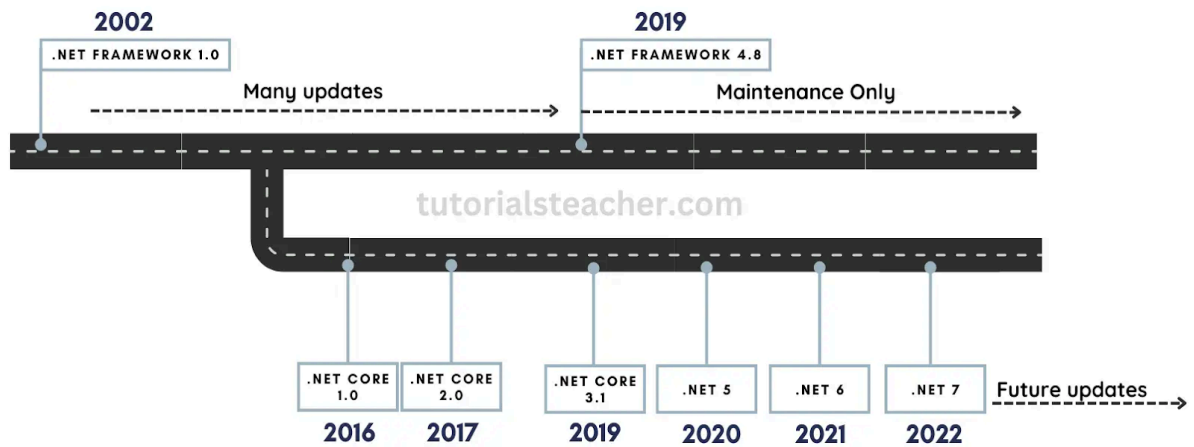 2002
2019
.NET FRAMEWORK 1.0
.NET FRAMEWORK 4.8
Many updates
Maintenance Only
tutorialsteacher.com
.NET CORE
1.0
.NET CORE
2.0
.NET CORE
3.1
.NET 5
.NET 6
.NET 7
Future updates
2016
2017
2019
2020
2021
2022